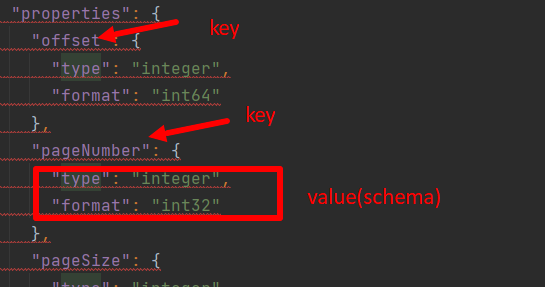 "properties": {
"offset": { key
"type": "integer",
"format": "int64"
},
key
"pageNumber": {
"type": "integer",
"format": "int32" value(schema)
},
"pageSize": {
"type": "integer"